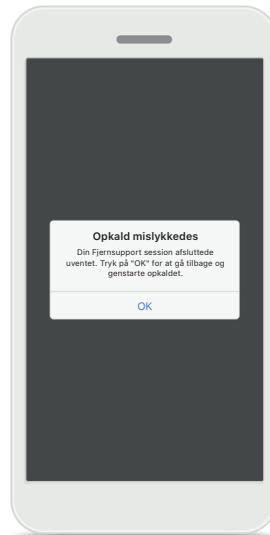 Opkald mislykkedes
Din Fjernsupport session afsluttede
uventet. Tryk på "OK" for at gå tilbage og
genstarte opkaldet.
OK